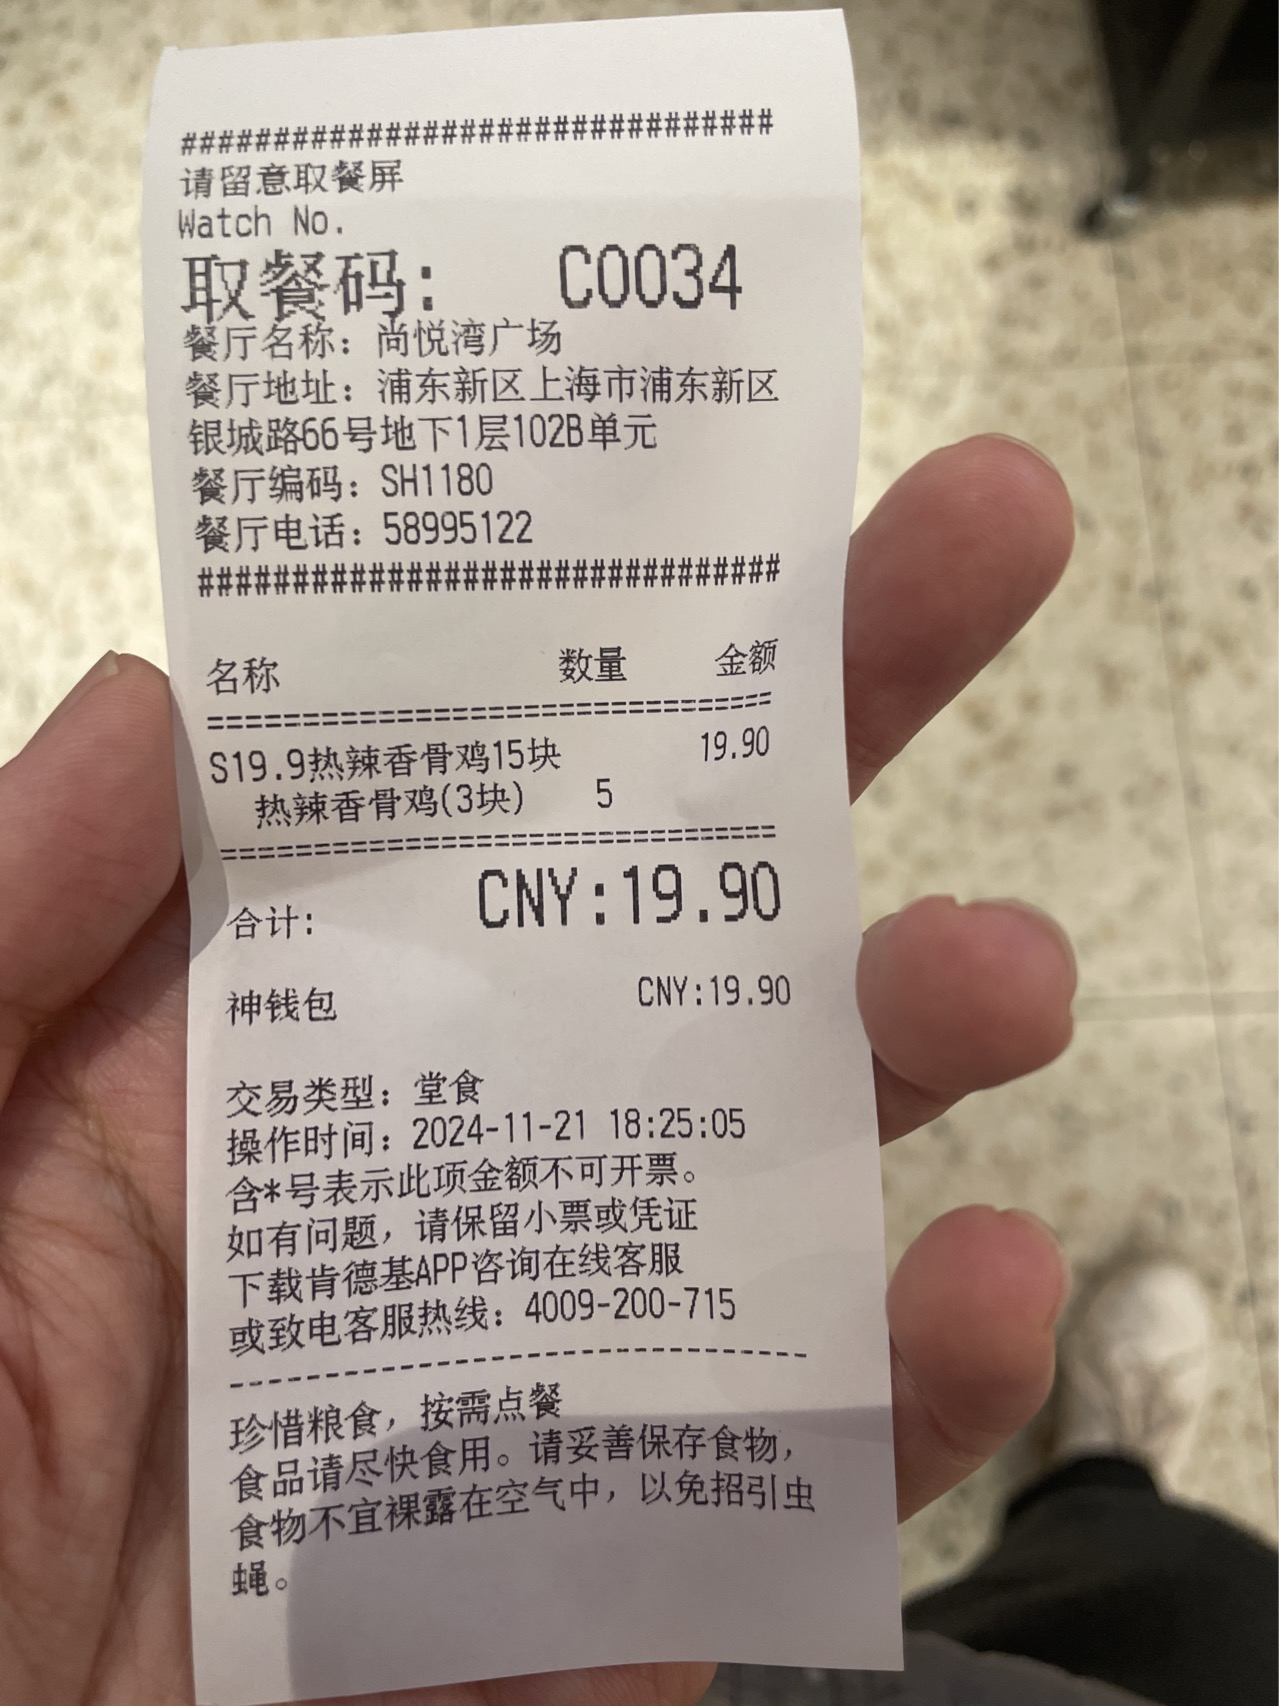 ################################
请留意取餐屏
Watch No.
取餐码: C0034
餐厅名称: 尚悦湾广场
餐厅地址: 浦东新区上海市浦东新区
银城路66号地下1层102B单元
餐厅编码: SH1180
餐厅电话: 58995122
###############################
名称 数量 金额
==============================
S19.9热辣香骨鸡15块 19.90
热辣香骨鸡(3块) 5
==============================
合计: CNY:19.90
神钱包 CNY:19.90
交易类型: 堂食
操作时间: 2024-11-21 18:25:05
含*号表示此项金额不可开票。
如有问题, 请保留小票或凭证
下载肯德基APP咨询在线客服
或致电客服热线: 4009-200-715
--------------------------------
珍惜粮食, 按需点餐
食品请尽快食用。请妥善保存食物,
食物不宜裸露在空气中, 以免招引虫
蝇。